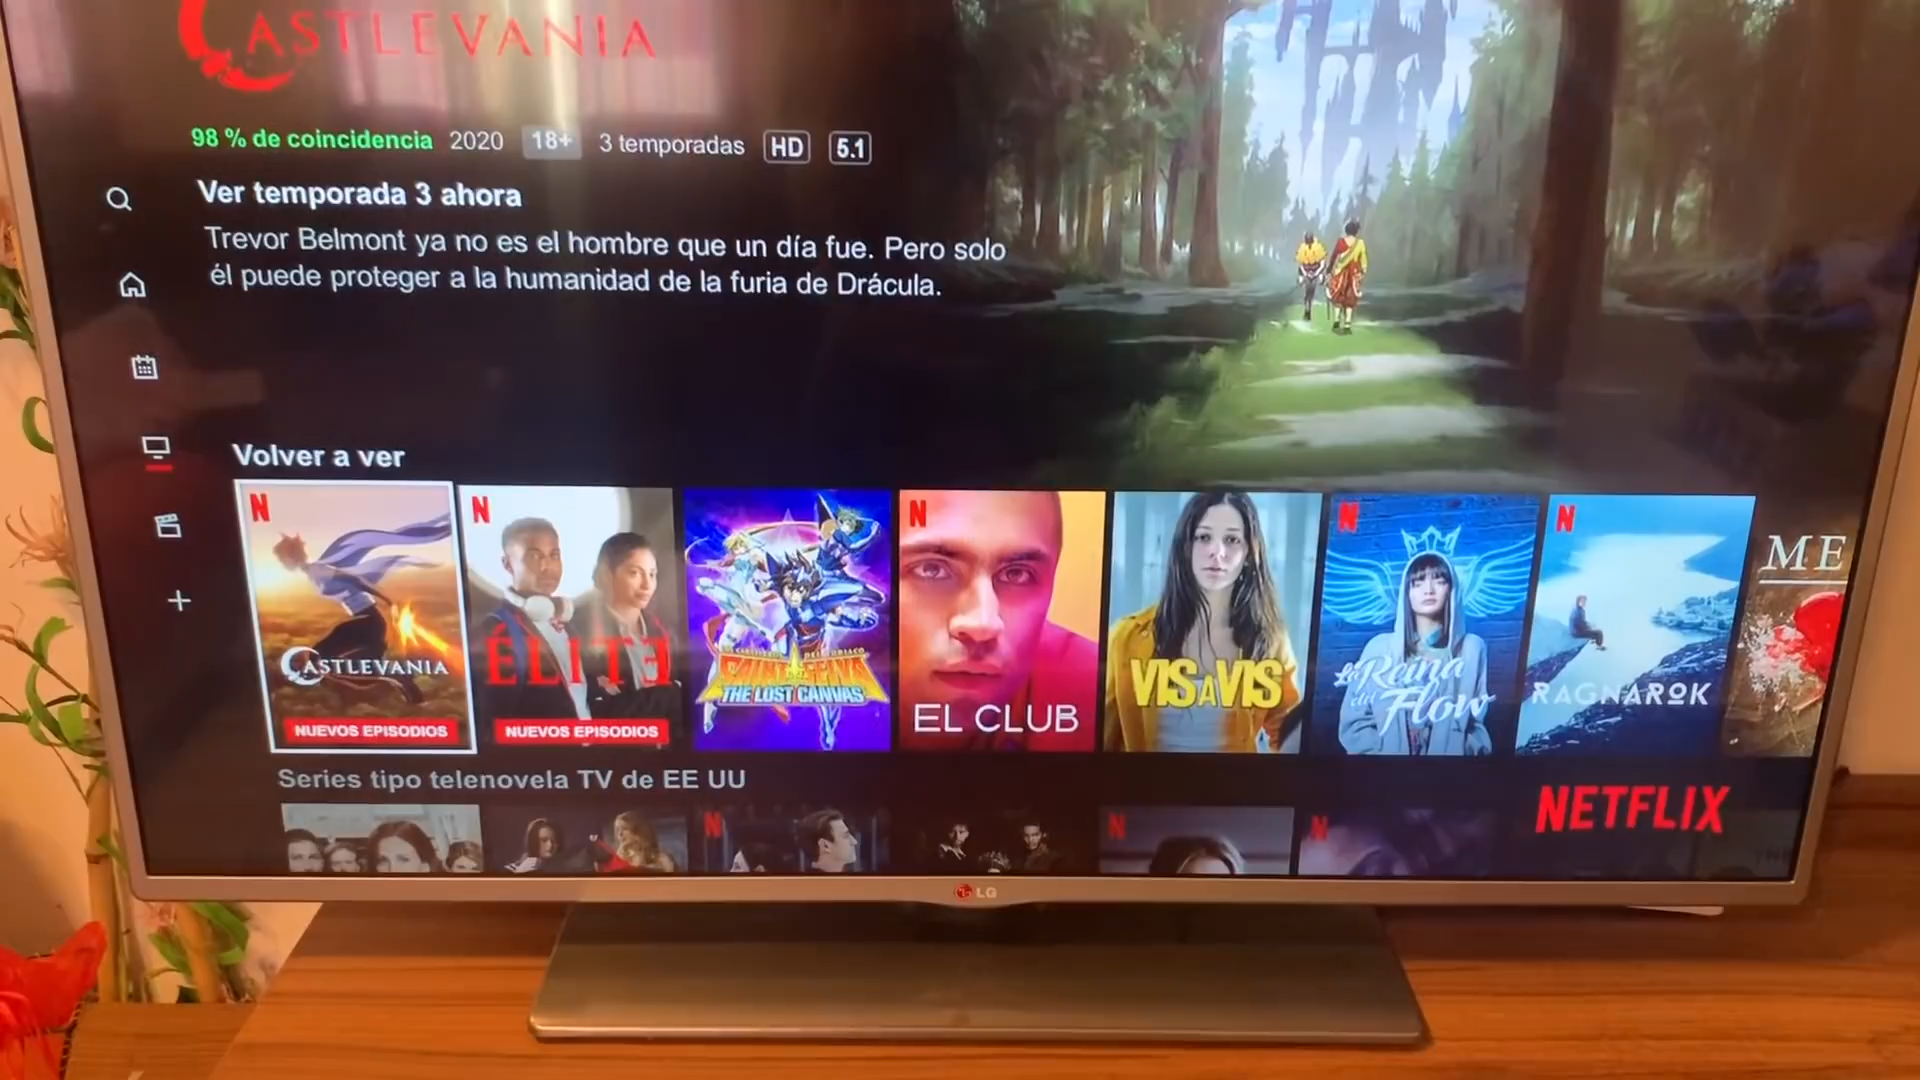 CASTLEVANIA
98 % de coincidencia 2020 18+ 3 temporadas HD 5.1
Ver temporada 3 ahora
Trevor Belmont ya no es el hombre que un día fue. Pero solo
él puede proteger a la humanidad de la furia de Drácula.
Volver a ver
N
CASTLEVANIA
NUEVOS EPISODIOS
N
ÉLITE
NUEVOS EPISODIOS
THE LOST CANVAS
N
EL CLUB
VIS A VIS
N
La Reina
del Flow
N
RAGNARÖK
ME
Series tipo telenovela TV de EE UU
N
N
N
NETFLIX
LG